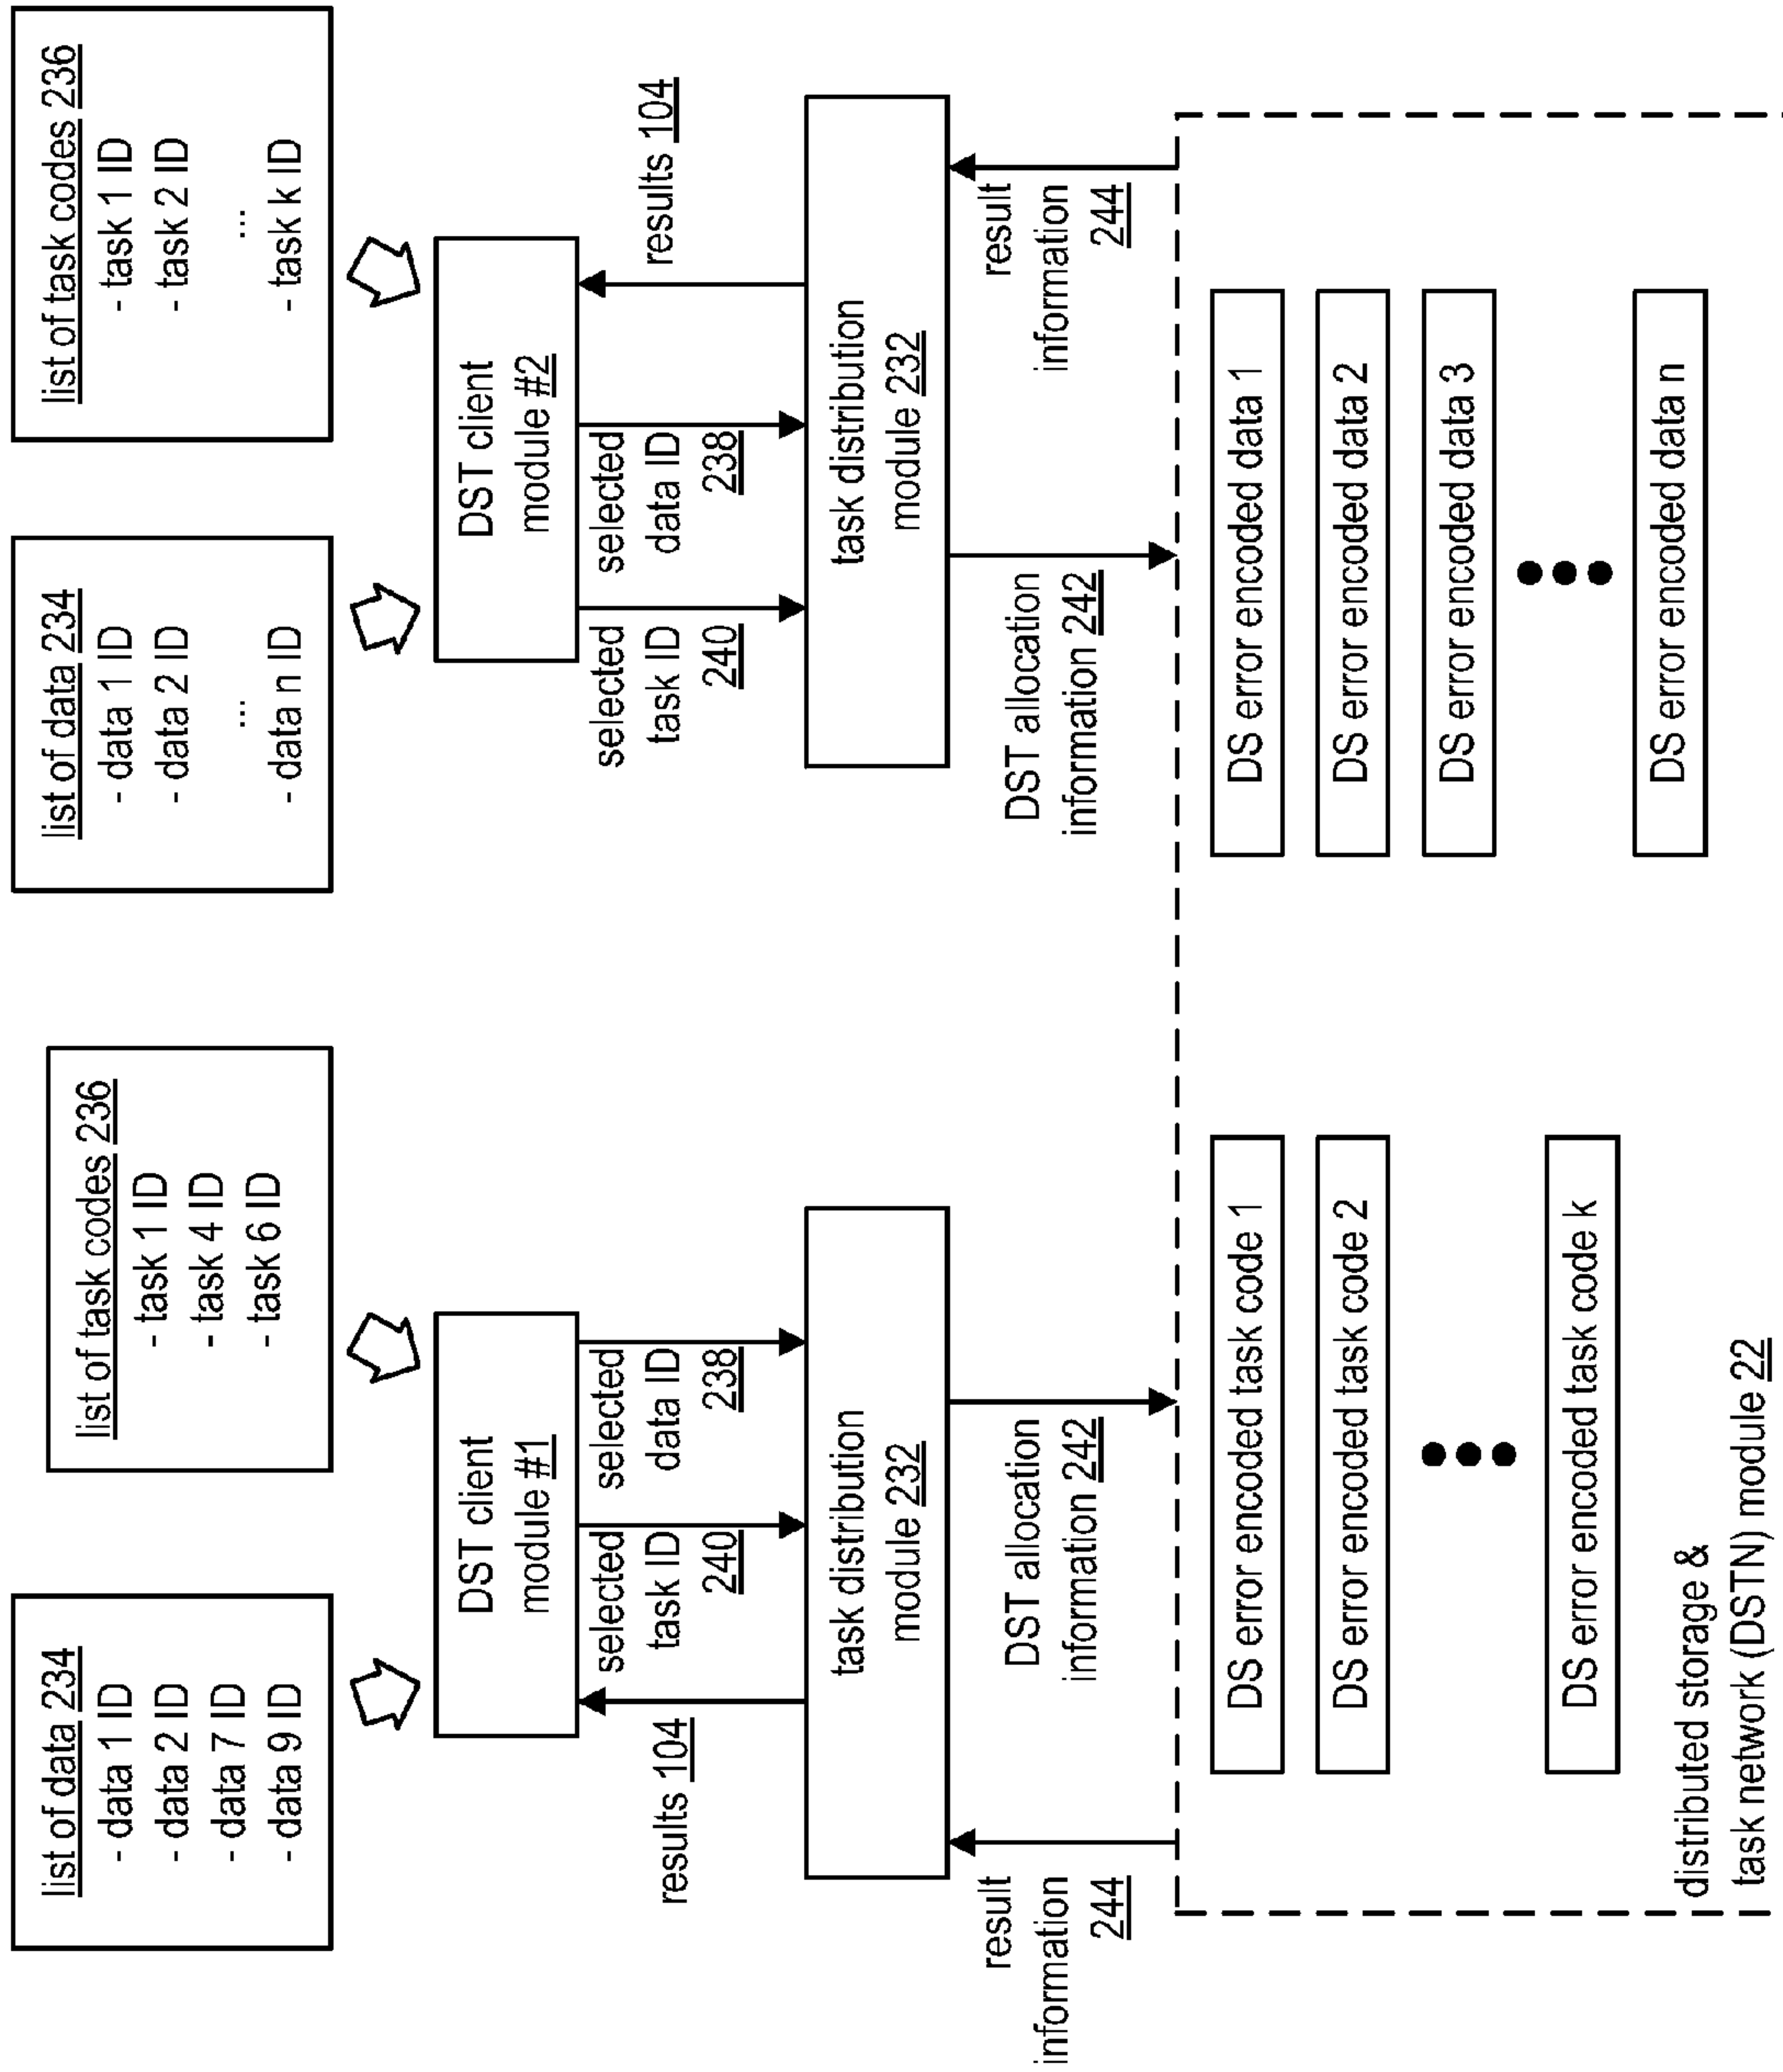 list of data 234
- data 1 ID
- data 2 ID
- data 7 ID
- data 9 ID
list of task codes 236
- task 1 ID
- task 4 ID
- task 6 ID
list of data 234
- data 1 ID
- data 2 ID
...
- data n ID
list of task codes 236
- task 1 ID
- task 2 ID
...
- task k ID
DST client
module #1
DST client
module #2
results 104
selected
task ID
240
selected
data ID
238
selected
task ID
240
selected
data ID
238
results 104
task distribution
module 232
task distribution
module 232
result
information
244
DST allocation
information 242
DST allocation
information 242
result
information
244
DS error encoded task code 1
DS error encoded task code 2
DS error encoded task code k
DS error encoded data 1
DS error encoded data 2
DS error encoded data 3
DS error encoded data n
distributed storage &
task network (DSTN) module 22